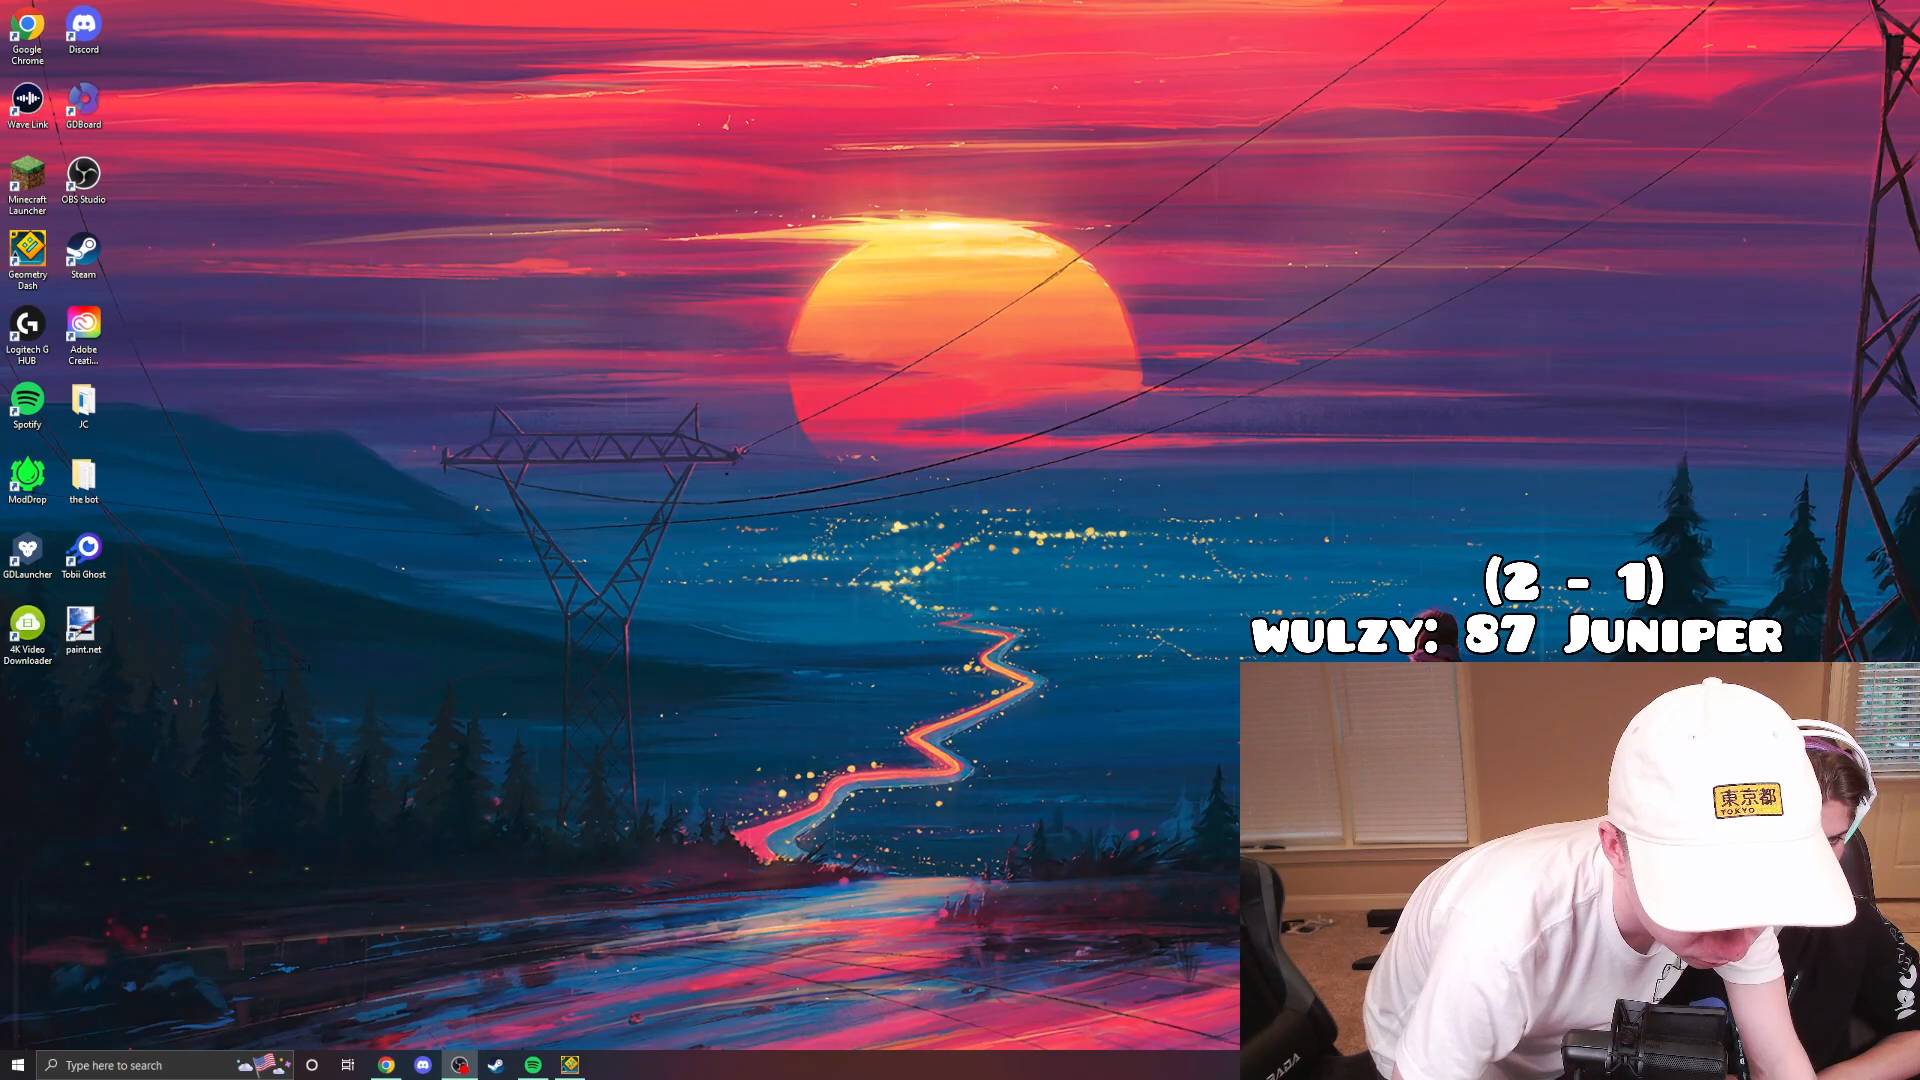 Google Chrome
Discord
Wave Link
GDBoard
Minecraft Launcher
OBS Studio
Geometry Dash
Steam
Logitech G HUB
Adobe Creati...
Spotify
JC
ModDrop
the bot
GDLauncher
Tobii Ghost
4K Video Downloader
paint.net
(2 - 1)
WULZY: 87 JUNIPER
東京都
TOKYO
Type here to search